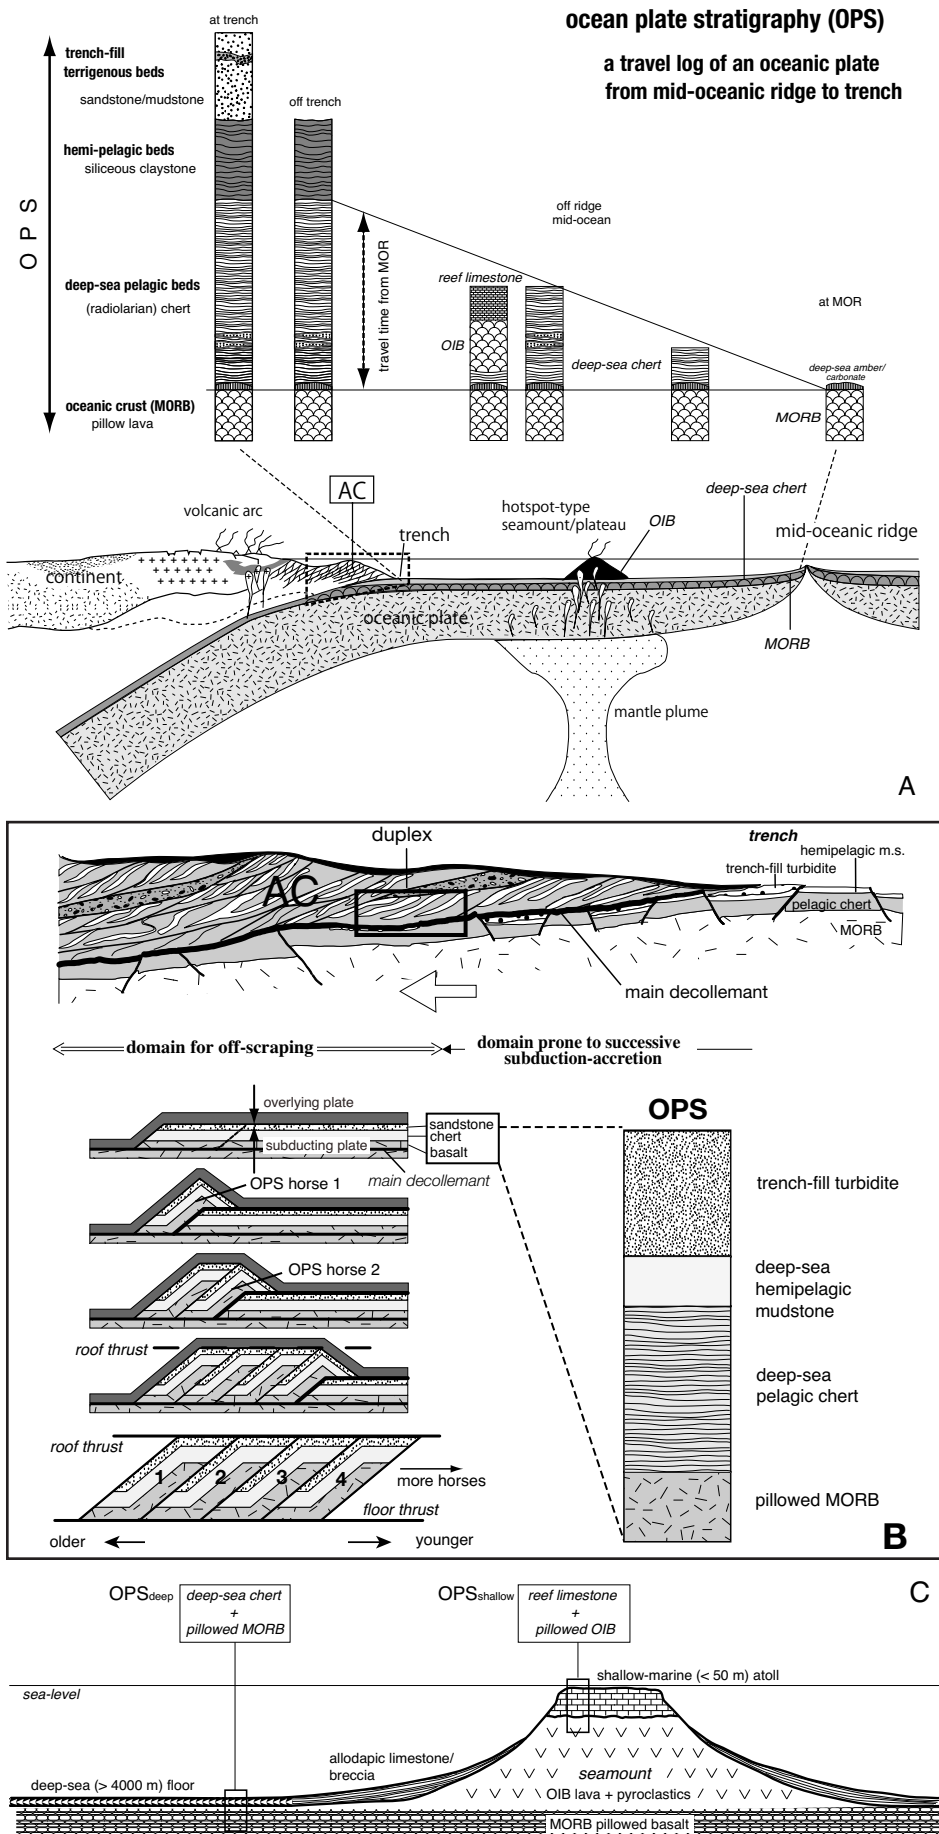 ocean plate stratigraphy (OPS)
a travel log of an oceanic plate
from mid-oceanic ridge to trench
at trench
off trench
OPS
trench-fill
terrigenous beds
sandstone/mudstone
hemi-pelagic beds
siliceous claystone
deep-sea pelagic beds
(radiolarian) chert
oceanic crust (MORB)
pillow lava
travel time from MOR
off ridge
mid-ocean
reef limestone
OIB
deep-sea chert
at MOR
deep-sea amber/
carbonate
MORB
AC
volcanic arc
trench
hotspot-type
seamount/plateau
OIB
deep-sea chert
mid-oceanic ridge
continent
oceanic plate
MORB
mantle plume
A
duplex
trench
hemipelagic m.s.
trench-fill turbidite
AC
pelagic chert
MORB
main decollemant
domain for off-scraping
domain prone to successive
subduction-accretion
overlying plate
subducting plate
sandstone
chert
basalt
main decollemant
OPS
OPS horse 1
OPS horse 2
roof thrust
trench-fill turbidite
deep-sea
hemipelagic
mudstone
deep-sea
pelagic chert
pillowed MORB
roof thrust
1 2 3 4
more horses
floor thrust
older
younger
B
OPSdeep
deep-sea chert
+
pillowed MORB
OPSshallow
reef limestone
+
pillowed OIB
C
sea-level
shallow-marine (< 50 m) atoll
allodapic limestone/
breccia
seamount
deep-sea (> 4000 m) floor
OIB lava + pyroclastics
MORB pillowed basalt